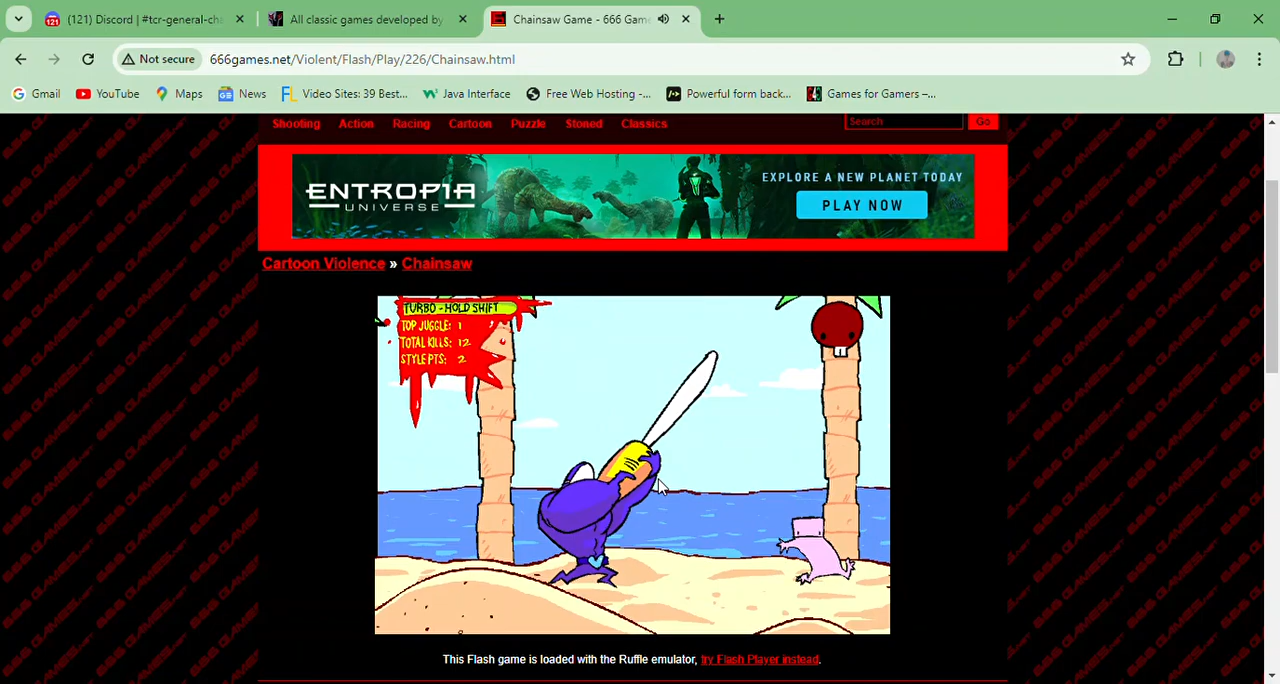 (121) Discord | #tcr-general-cha
All classic games developed by
Chainsaw Game - 666 Game
Not secure
666games.net/Violent/Flash/Play/226/Chainsaw.html
Gmail
YouTube
Maps
News
Video Sites: 39 Best...
Java Interface
Free Web Hosting -...
Powerful form back...
Games for Gamers –...
Shooting
Action
Racing
Cartoon
Puzzle
Stoned
Classics
Search
Go
ENTROPIA
UNIVERSE
EXPLORE A NEW PLANET TODAY
PLAY NOW
Cartoon Violence » Chainsaw
TURBO - HOLD SHIFT
TOP JUGGLE: 1
TOTAL KILLS: 12
STYLE PTS: 2
This Flash game is loaded with the Ruffle emulator, try Flash Player instead.